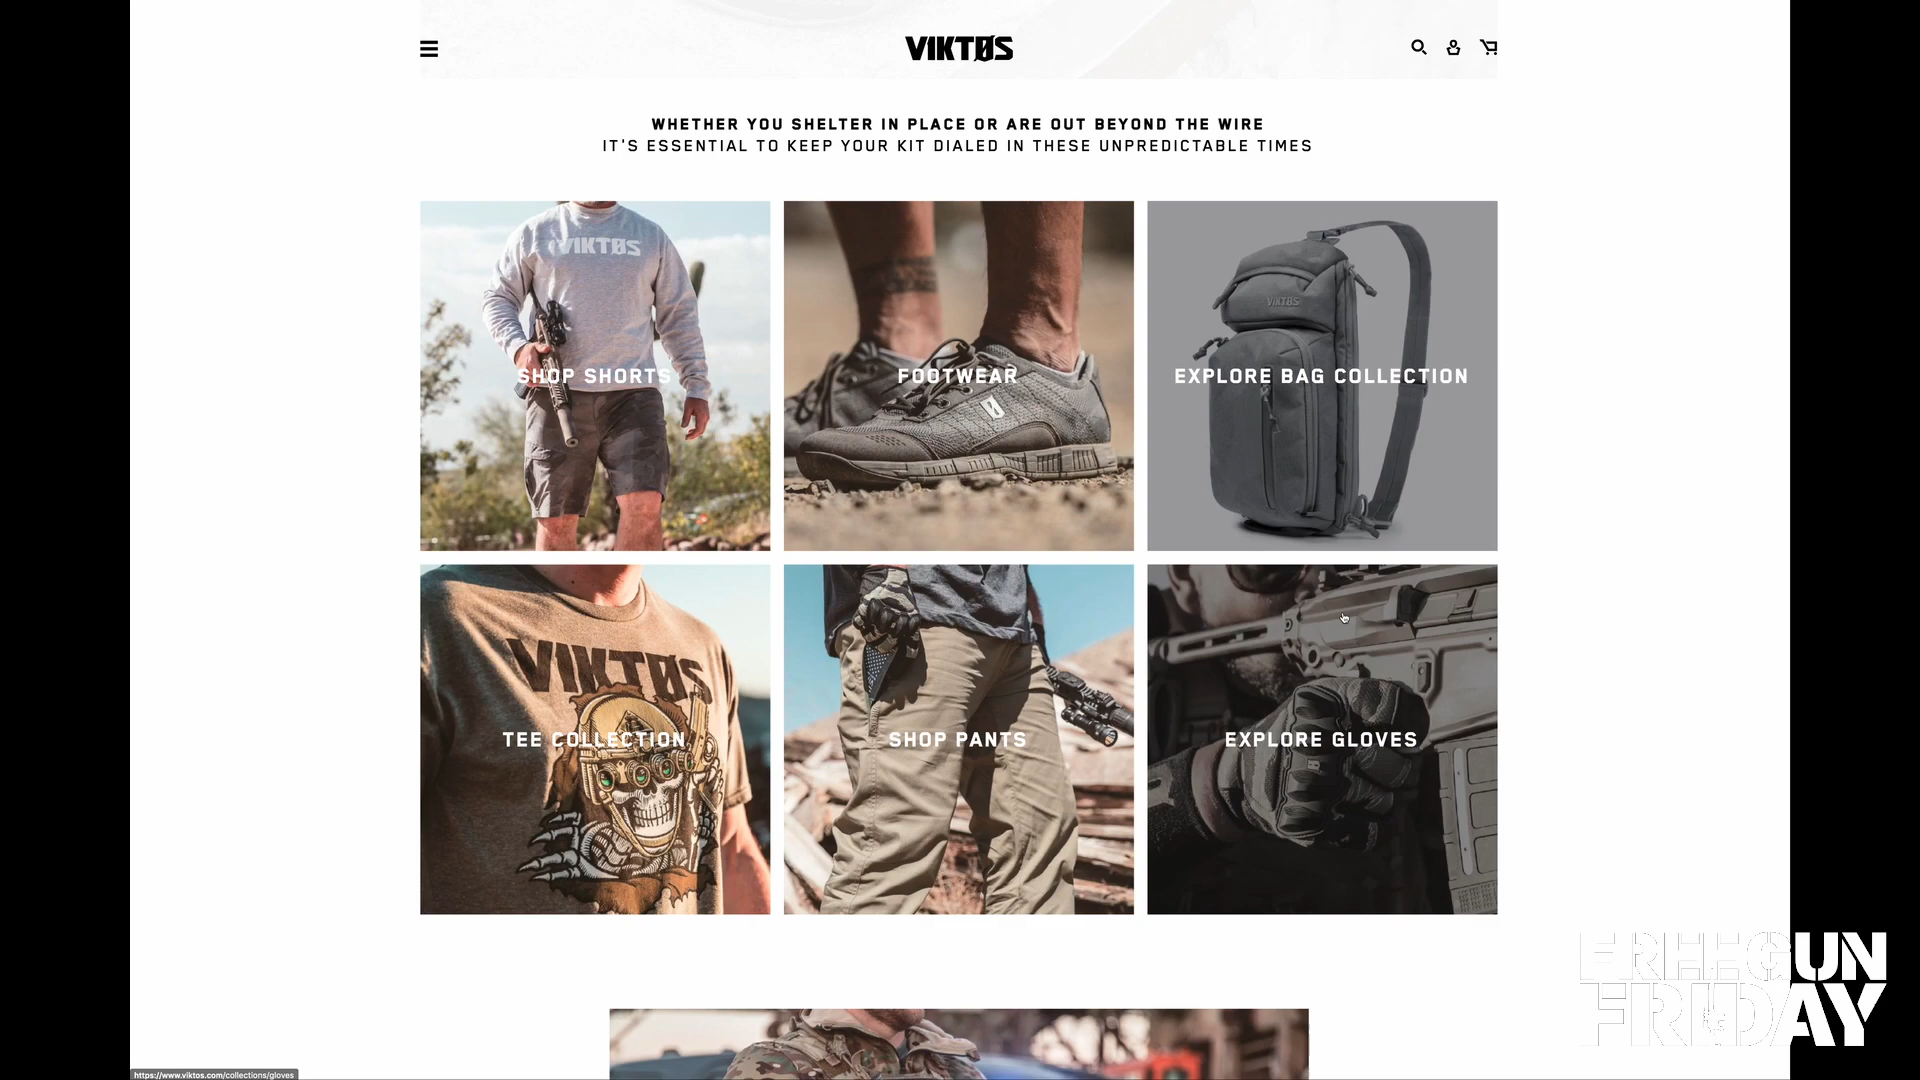 VIKTØS
WHETHER YOU SHELTER IN PLACE OR ARE OUT BEYOND THE WIRE
IT'S ESSENTIAL TO KEEP YOUR KIT DIALED IN THESE UNPREDICTABLE TIMES
VIKTØS
SHOP SHORTS
FOOTWEAR
Ø
VIKTØS
EXPLORE BAG COLLECTION
VIKTØS
TEE COLLECTION
SHOP PANTS
EXPLORE GLOVES
FREE GUN
FRIDAY
https://www.viktos.com/collections/gloves